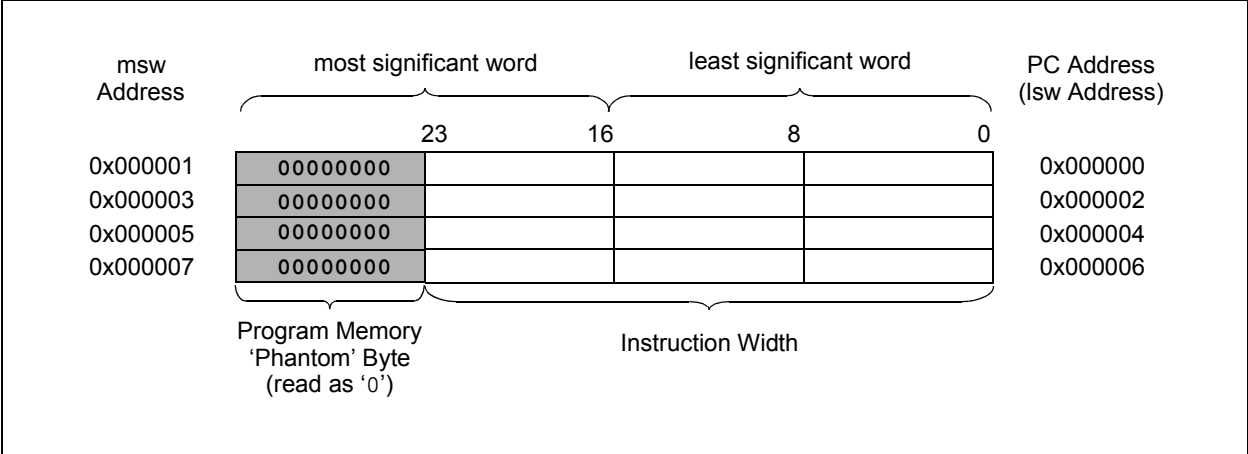 msw
Address
most significant word
least significant word
PC Address
(lsw Address)
23 16 8 0
0x000001 00000000 0x000000
0x000003 00000000 0x000002
0x000005 00000000 0x000004
0x000007 00000000 0x000006
Program Memory
‘Phantom’ Byte
(read as ‘0’)
Instruction Width